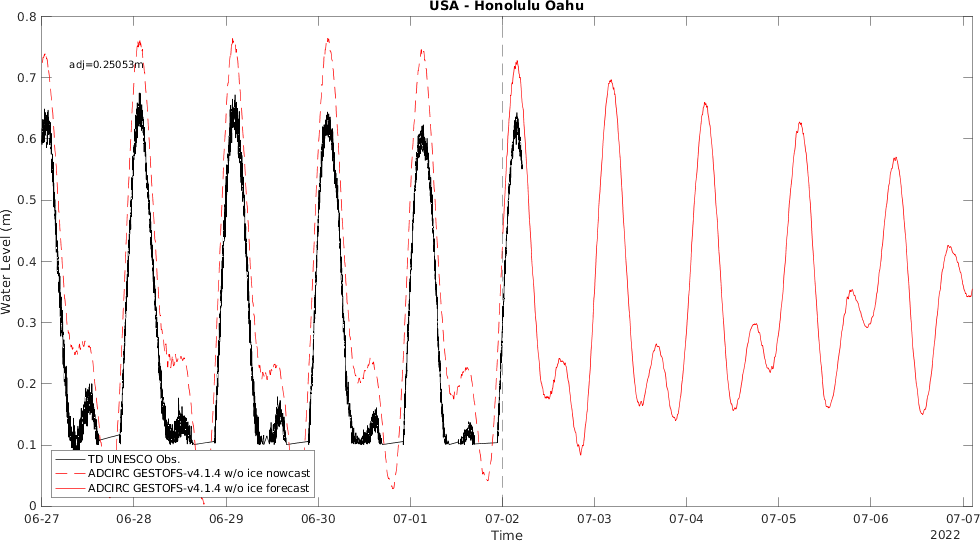 USA - Honolulu Oahu
adj=0.25053m
Water Level (m)
0.8
0.7
0.6
0.5
0.4
0.3
0.2
0.1
0
TD UNESCO Obs.
ADCIRC GESTOFS-v4.1.4 w/o ice nowcast
ADCIRC GESTOFS-v4.1.4 w/o ice forecast
06-27 06-28 06-29 06-30 07-01 07-02 07-03 07-04 07-05 07-06 07-07
Time
2022